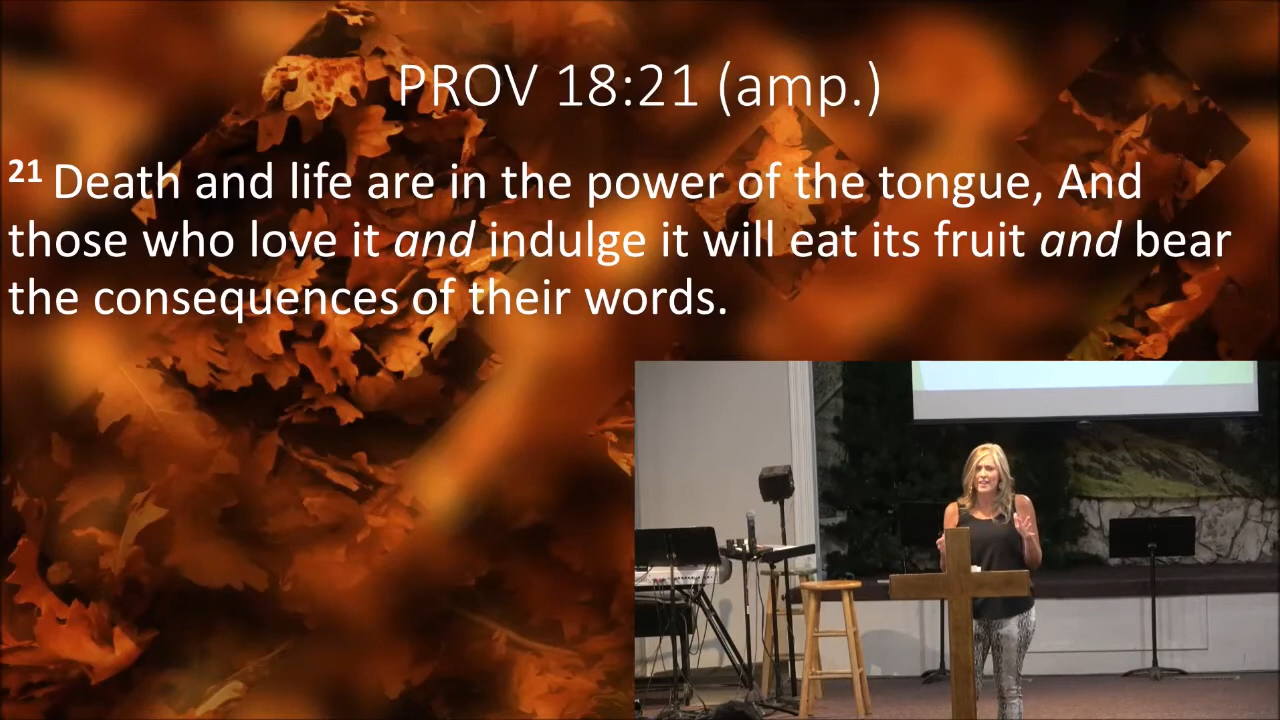 PROV 18:21 (amp.)
21 Death and life are in the power of the tongue, And
those who love it and indulge it will eat its fruit and bear
the consequences of their words.